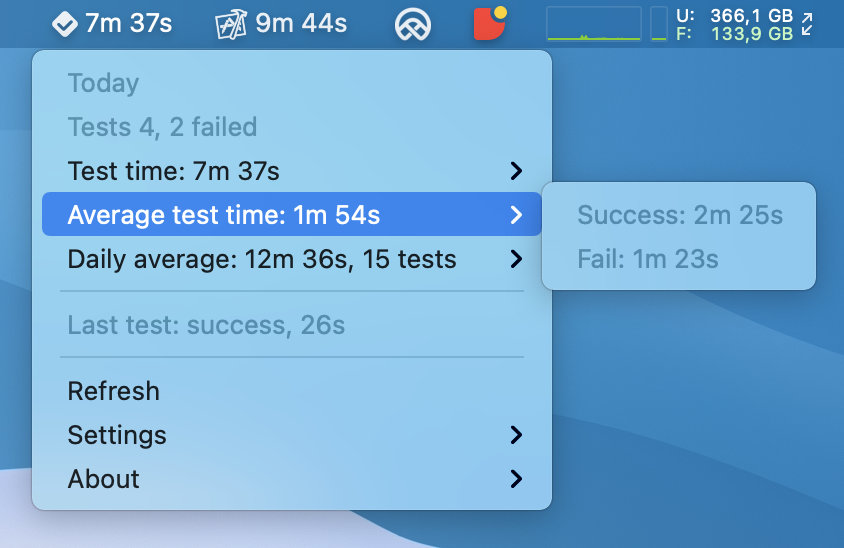 7m 37s 9m 44s U: 366,1 GB
F: 133,9 GB
Today
Tests 4, 2 failed
Test time: 7m 37s
Average test time: 1m 54s
Success: 2m 25s
Daily average: 12m 36s, 15 tests
Fail: 1m 23s
Last test: success, 26s
Refresh
Settings
About